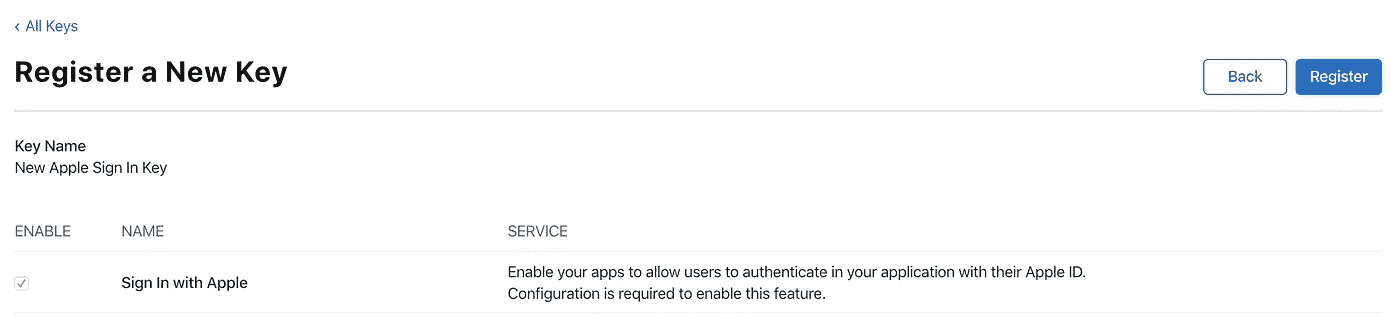 ‹ All Keys
Register a New Key
Back
Register
Key Name
New Apple Sign In Key
ENABLE NAME SERVICE
Sign In with Apple
Enable your apps to allow users to authenticate in your application with their Apple ID.
Configuration is required to enable this feature.